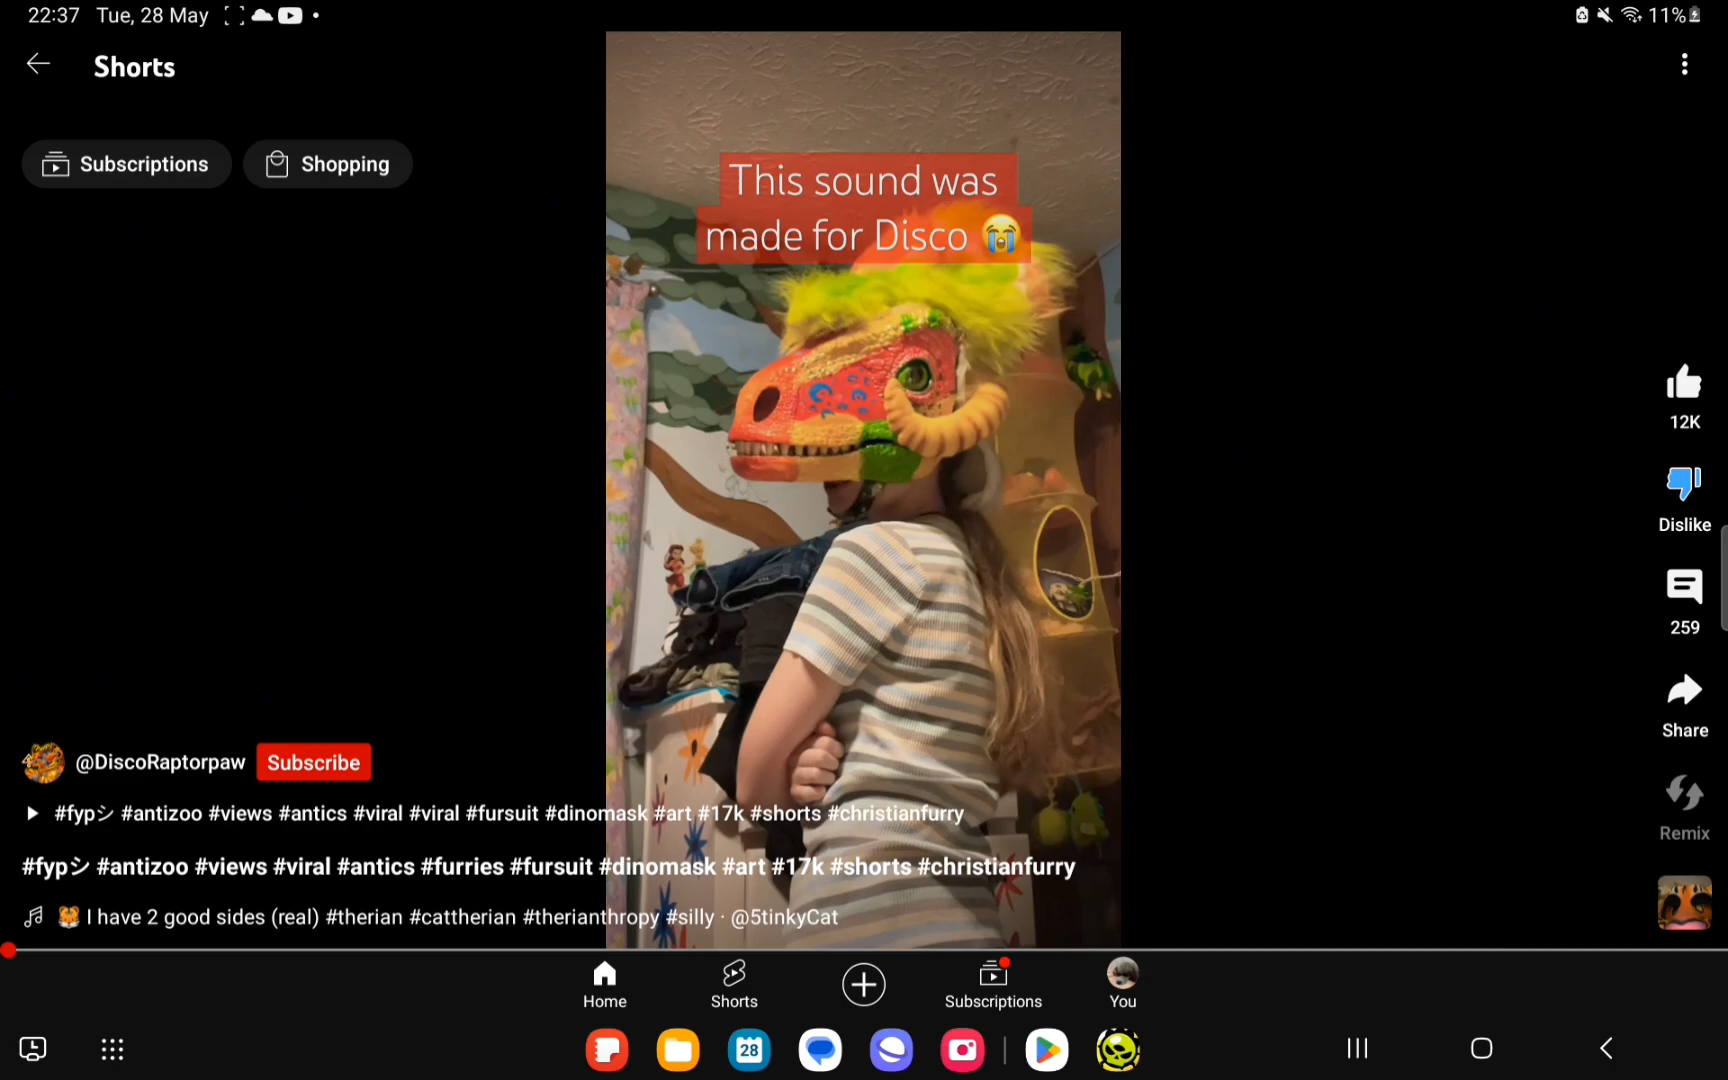 22:37 Tue, 28 May
11%
Shorts
Subscriptions
Shopping
This sound was
made for Disco 😭
12K
Dislike
259
Share
Remix
@DiscoRaptorpaw
Subscribe
#fypシ #antizoo #views #antics #viral #viral #fursuit #dinomask #art #17k #shorts #christianfurry
#fypシ #antizoo #views #viral #antics #furries #fursuit #dinomask #art #17k #shorts #christianfurry
🐯 I have 2 good sides (real) #therian #cattherian #therianthropy #silly · @5tinkyCat
Home
Shorts
Subscriptions
You
28